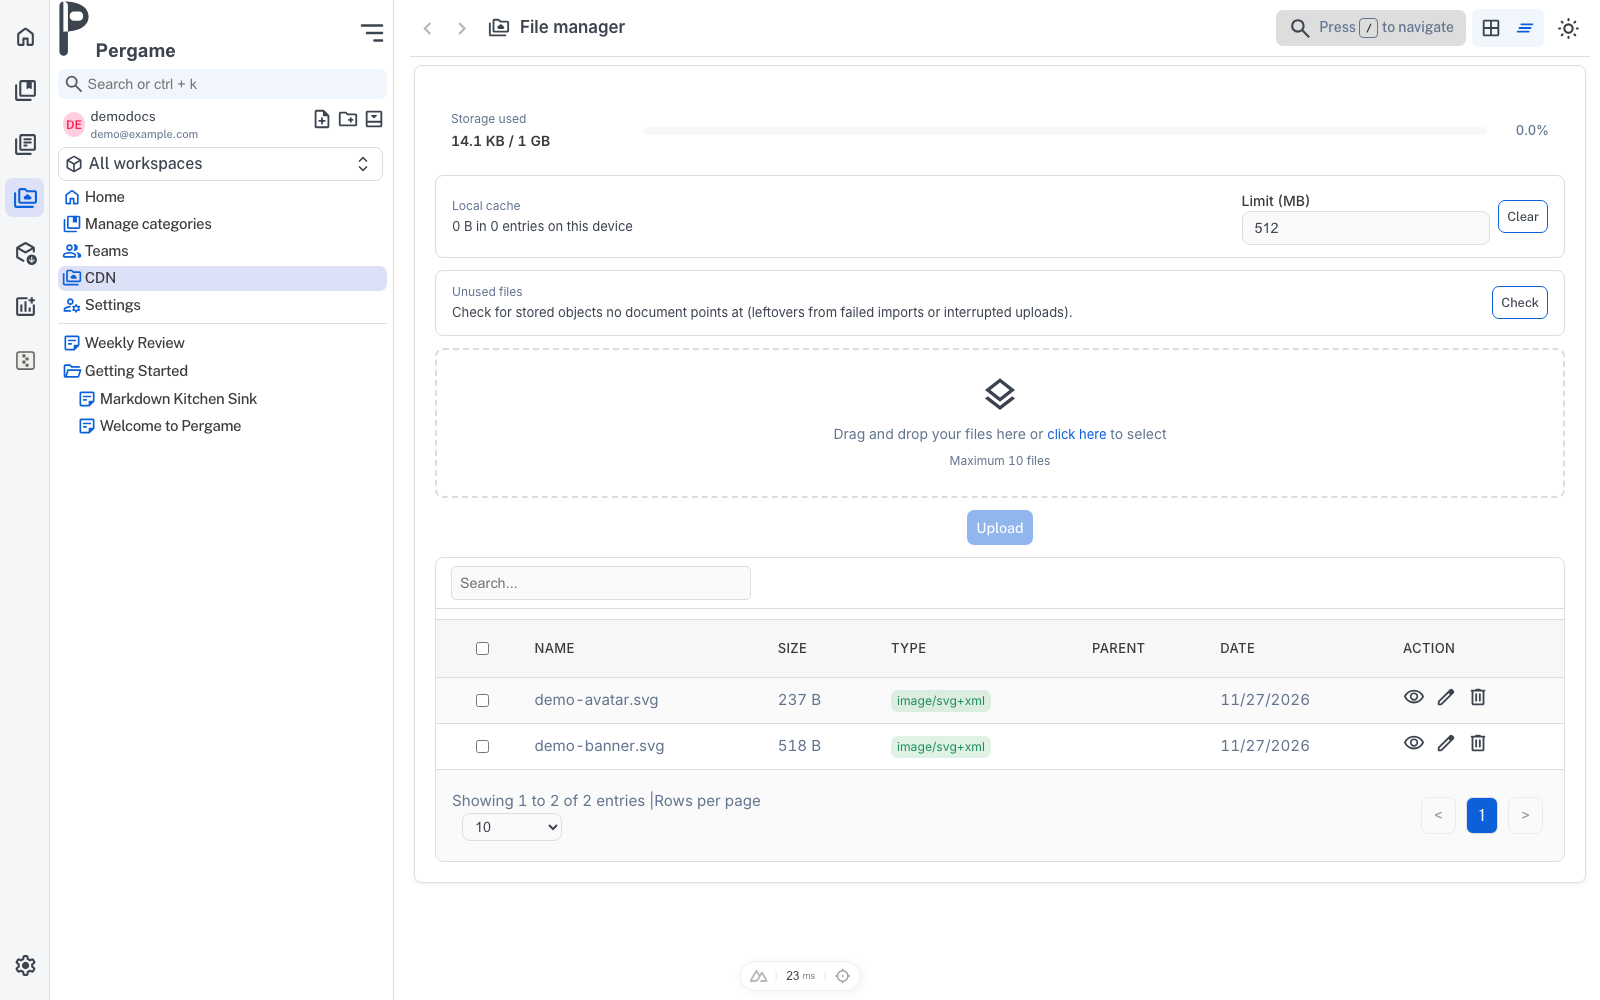 Pergame
Search or ctrl + k
DE
demodocs
demo@example.com
All workspaces
Home
Manage categories
Teams
CDN
Settings
Weekly Review
Getting Started
Markdown Kitchen Sink
Welcome to Pergame
File manager
Press / to navigate
Storage used
14.1 KB / 1 GB
0.0%
Local cache
0 B in 0 entries on this device
Limit (MB)
512
Clear
Unused files
Check for stored objects no document points at (leftovers from failed imports or interrupted uploads).
Check
Drag and drop your files here or click here to select
Maximum 10 files
Upload
Search...
NAME SIZE TYPE PARENT DATE ACTION
demo-avatar.svg 237 B image/svg+xml 11/27/2026
demo-banner.svg 518 B image/svg+xml 11/27/2026
Showing 1 to 2 of 2 entries |Rows per page
10
< 1 >
23 ms